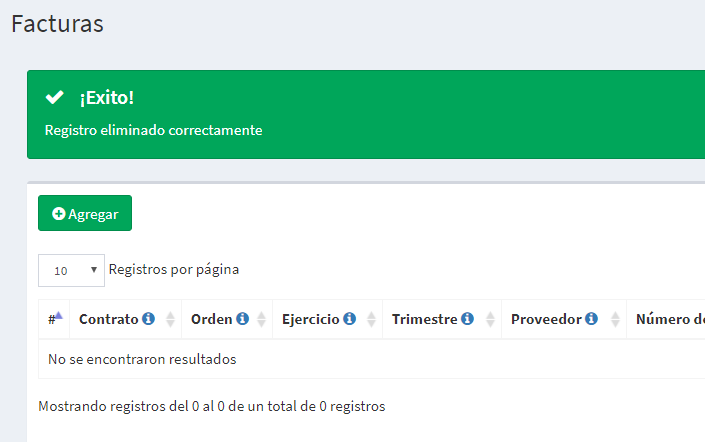 Facturas
¡Exito!
Registro eliminado correctamente
Agregar
10 Registros por página
# Contrato Orden Ejercicio Trimestre Proveedor Número
No se encontraron resultados
Mostrando registros del 0 al 0 de un total de 0 registros